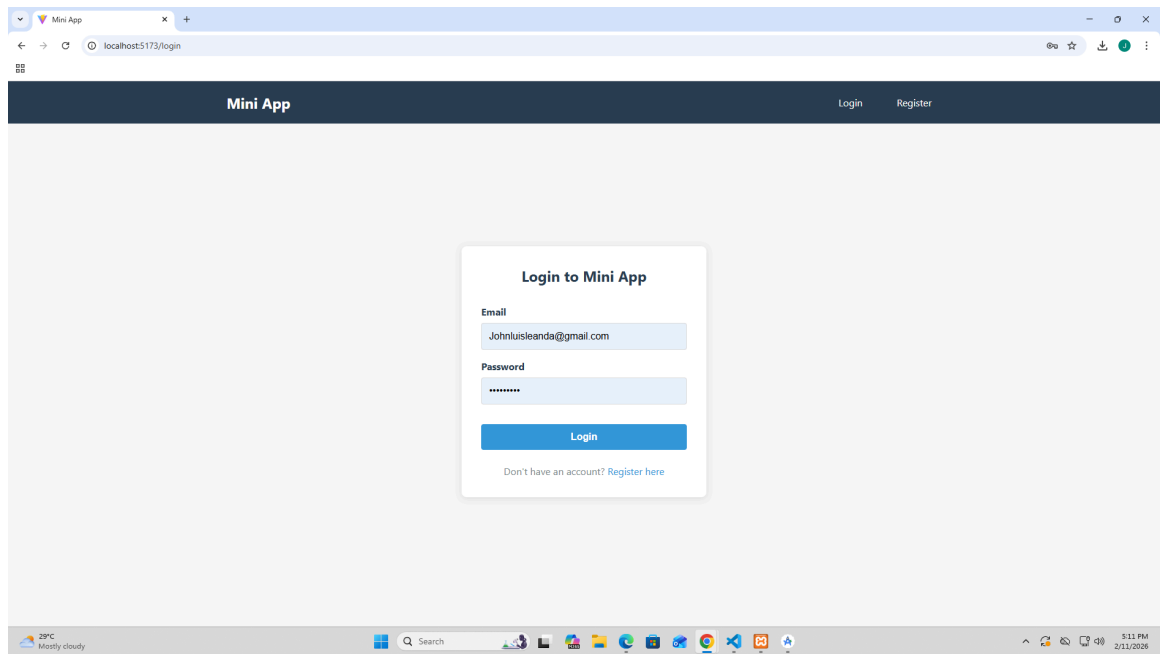 Mini App
localhost:5173/login
J
Mini App
Login
Register
Login to Mini App
Email
Johnluisleanda@gmail.com
Password
•••••••••
Login
Don't have an account? Register here
29°C
Mostly cloudy
Search
5:11 PM
2/11/2026